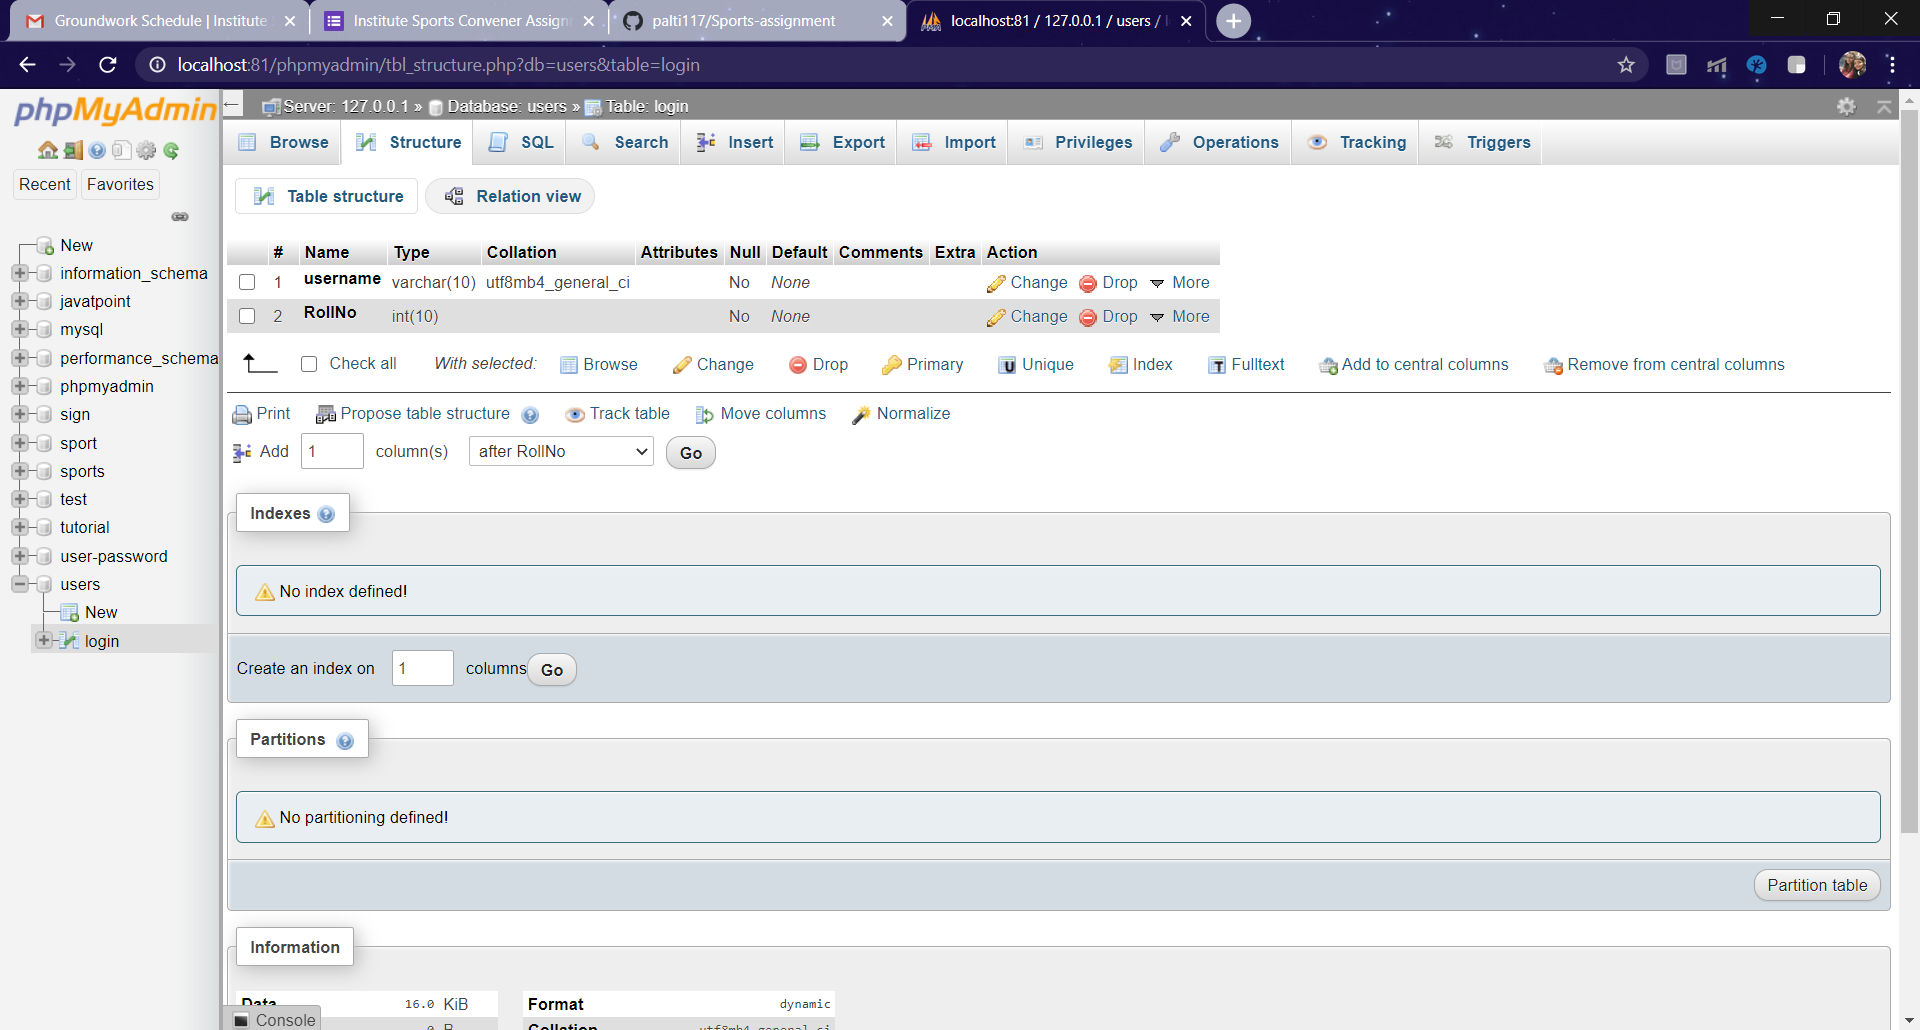 Groundwork Schedule | Institute
Institute Sports Convener Assignm
palti117/Sports-assignment
localhost:81 / 127.0.0.1 / users / l
localhost:81/phpmyadmin/tbl_structure.php?db=users&table=login
phpMyAdmin
Recent
Favorites
New
information_schema
javatpoint
mysql
performance_schema
phpmyadmin
sign
sport
sports
test
tutorial
user-password
users
New
login
Server: 127.0.0.1 » Database: users » Table: login
Browse Structure SQL Search Insert Export Import Privileges Operations Tracking Triggers
Table structure Relation view
# Name Type Collation Attributes Null Default Comments Extra Action
1 username varchar(10) utf8mb4_general_ci No None Change Drop More
2 RollNo int(10) No None Change Drop More
Check all With selected: Browse Change Drop Primary Unique Index Fulltext Add to central columns Remove from central columns
Print Propose table structure Track table Move columns Normalize
Add 1 column(s) after RollNo Go
Indexes
No index defined!
Create an index on 1 columns Go
Partitions
No partitioning defined!
Partition table
Information
Data 16.0 KiB Format dynamic
Console
Collation utf8mb4_general_ci